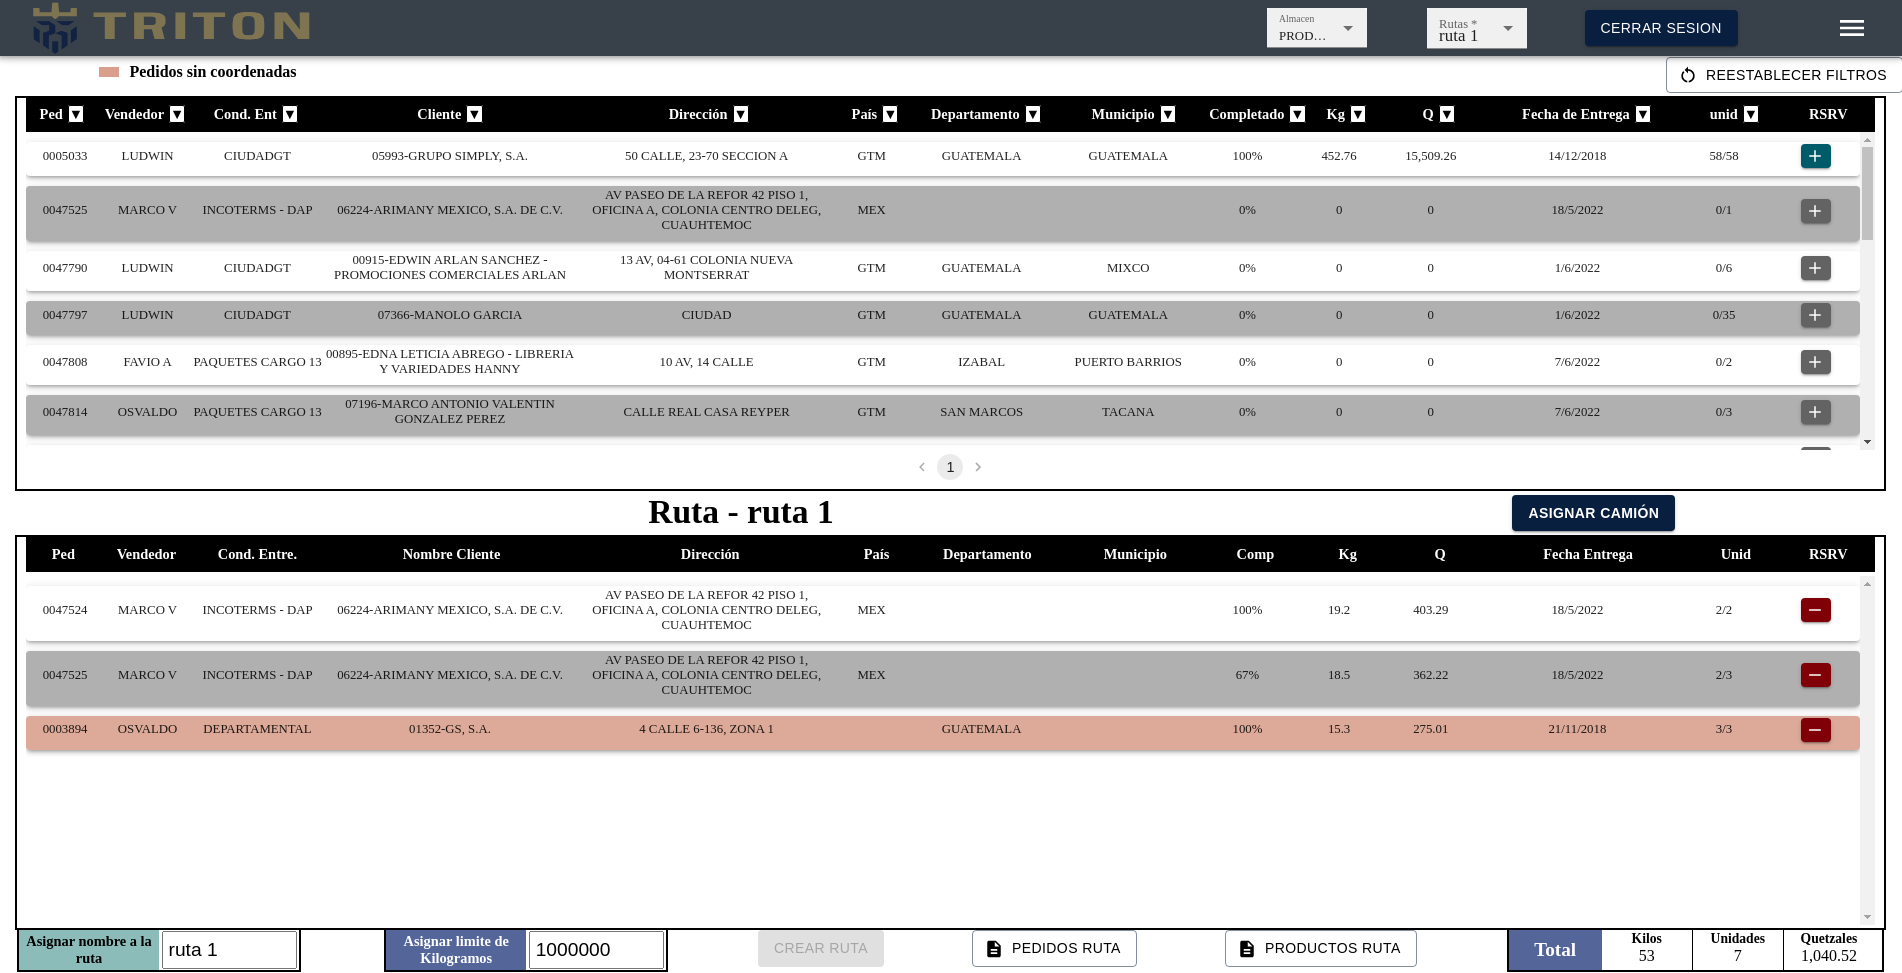 TRITON
Almacen
PROD...
Rutas *
ruta 1
CERRAR SESION
Pedidos sin coordenadas
REESTABLECER FILTROS
Ped ▼ Vendedor ▼ Cond. Ent ▼ Cliente ▼ Dirección ▼ País ▼ Departamento ▼ Municipio ▼ Completado ▼ Kg ▼ Q ▼ Fecha de Entrega ▼ unid ▼ RSRV
0005033 LUDWIN CIUDADGT 05993-GRUPO SIMPLY, S.A. 50 CALLE, 23-70 SECCION A GTM GUATEMALA GUATEMALA 100% 452.76 15,509.26 14/12/2018 58/58 +
AV PASEO DE LA REFOR 42 PISO 1,
0047525 MARCO V INCOTERMS - DAP 06224-ARIMANY MEXICO, S.A. DE C.V. OFICINA A, COLONIA CENTRO DELEG, MEX 0% 0 0 18/5/2022 0/1 +
CUAUHTEMOC
00915-EDWIN ARLAN SANCHEZ - 13 AV, 04-61 COLONIA NUEVA
0047790 LUDWIN CIUDADGT GTM GUATEMALA MIXCO 0% 0 0 1/6/2022 0/6 +
PROMOCIONES COMERCIALES ARLAN MONTSERRAT
0047797 LUDWIN CIUDADGT 07366-MANOLO GARCIA CIUDAD GTM GUATEMALA GUATEMALA 0% 0 0 1/6/2022 0/35 +
00895-EDNA LETICIA ABREGO - LIBRERIA
0047808 FAVIO A PAQUETES CARGO 13 10 AV, 14 CALLE GTM IZABAL PUERTO BARRIOS 0% 0 0 7/6/2022 0/2 +
Y VARIEDADES HANNY
07196-MARCO ANTONIO VALENTIN
0047814 OSVALDO PAQUETES CARGO 13 CALLE REAL CASA REYPER GTM SAN MARCOS TACANA 0% 0 0 7/6/2022 0/3 +
GONZALEZ PEREZ
‹ 1 ›
Ruta - ruta 1
ASIGNAR CAMIÓN
Ped Vendedor Cond. Entre. Nombre Cliente Dirección País Departamento Municipio Comp Kg Q Fecha Entrega Unid RSRV
AV PASEO DE LA REFOR 42 PISO 1,
0047524 MARCO V INCOTERMS - DAP 06224-ARIMANY MEXICO, S.A. DE C.V. OFICINA A, COLONIA CENTRO DELEG, MEX 100% 19.2 403.29 18/5/2022 2/2 −
CUAUHTEMOC
AV PASEO DE LA REFOR 42 PISO 1,
0047525 MARCO V INCOTERMS - DAP 06224-ARIMANY MEXICO, S.A. DE C.V. OFICINA A, COLONIA CENTRO DELEG, MEX 67% 18.5 362.22 18/5/2022 2/3 −
CUAUHTEMOC
0003894 OSVALDO DEPARTAMENTAL 01352-GS, S.A. 4 CALLE 6-136, ZONA 1 GUATEMALA 100% 15.3 275.01 21/11/2018 3/3 −
Asignar nombre a la
ruta
ruta 1
Asignar limite de
Kilogramos
1000000
CREAR RUTA
PEDIDOS RUTA
PRODUCTOS RUTA
Total
Kilos Unidades Quetzales
53 7 1,040.52